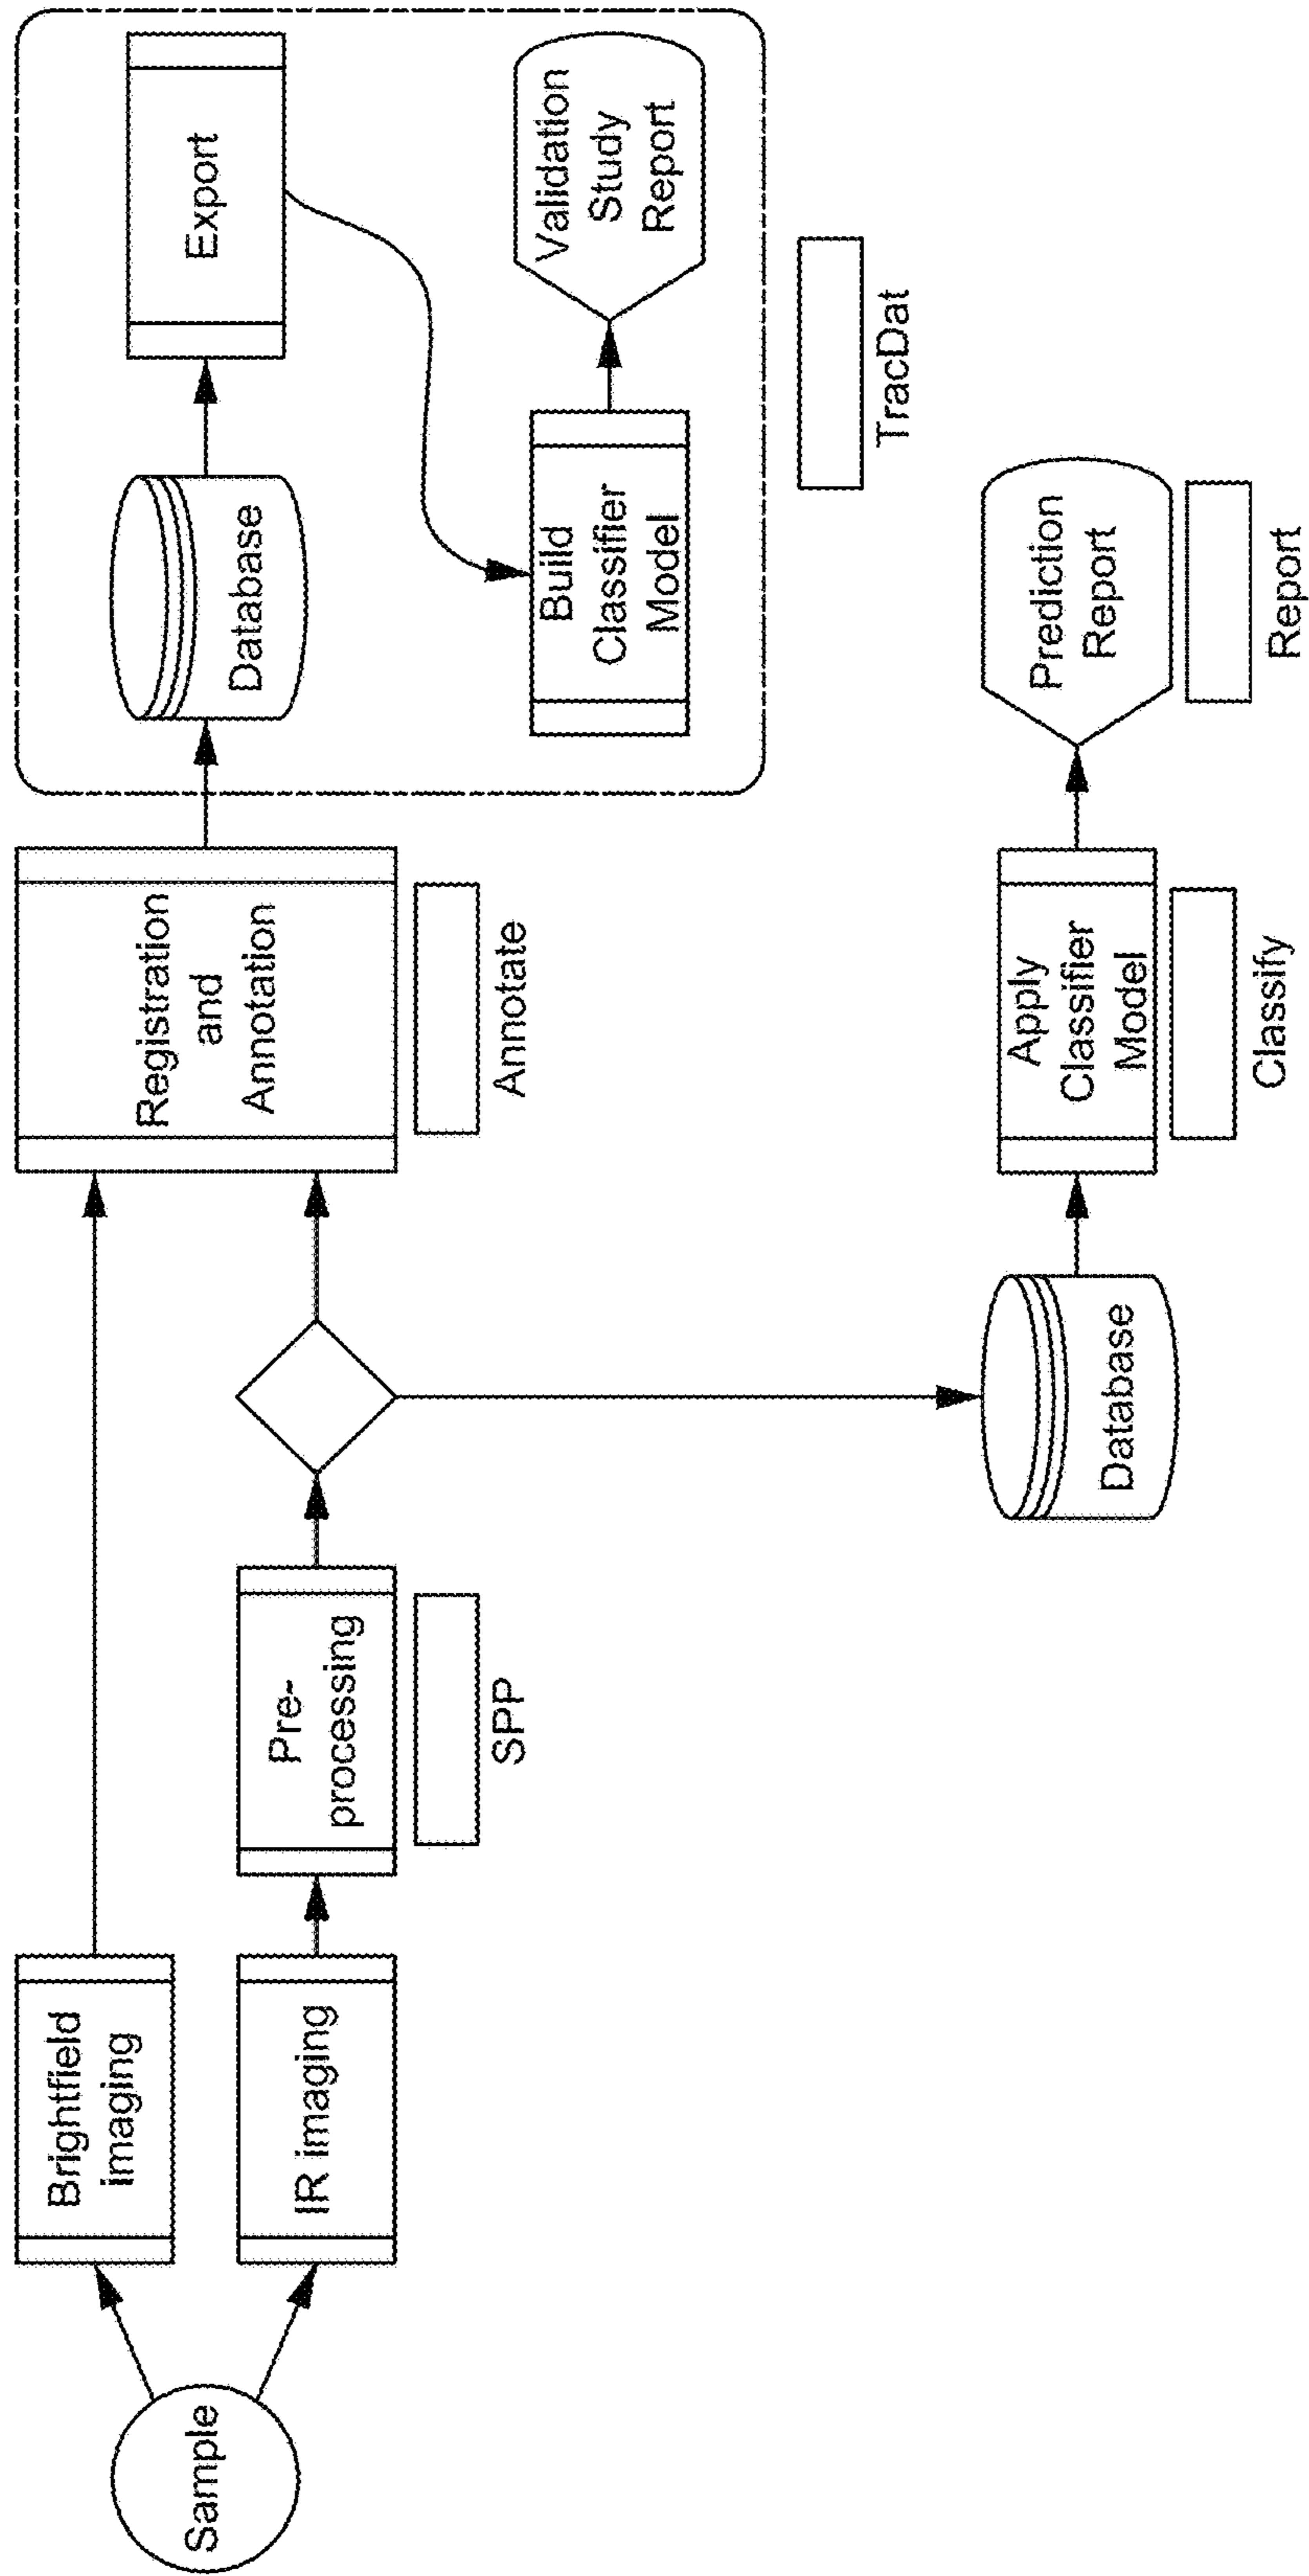 Sample
Brightfield
imaging
IR imaging
Pre-
processing
SPP
Registration
and
Annotation
Annotate
Database
Export
Build
Classifier
Model
Validation
Study
Report
TracDat
Database
Apply
Classifier
Model
Classify
Prediction
Report
Report